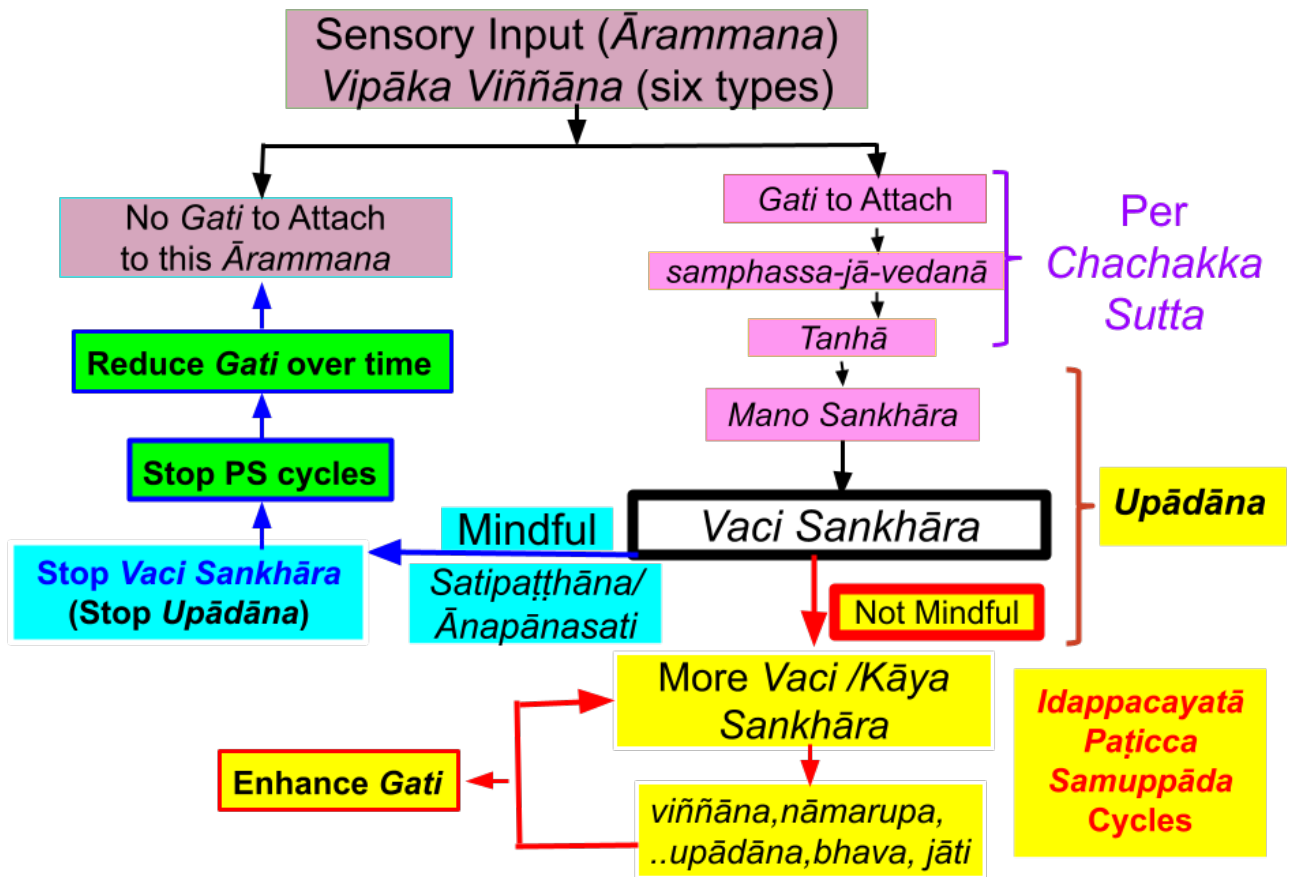 Sensory Input (Ārammana)
Vipāka Viññāna (six types)
No Gati to Attach
to this Ārammana
Gati to Attach
samphassa-jā-vedanā
Tanhā
Per
Chachakka
Sutta
Reduce Gati over time
Mano Sankhāra
Stop PS cycles
Upādāna
Vaci Sankhāra
Mindful
Satipaṭṭhāna/
Ānapānasati
Stop Vaci Sankhāra
(Stop Upādāna)
Not Mindful
More Vaci /Kāya
Sankhāra
Idappacayatā
Paṭicca
Samuppāda
Cycles
Enhance Gati
viññāna,nāmarupa,
..upādāna,bhava, jāti